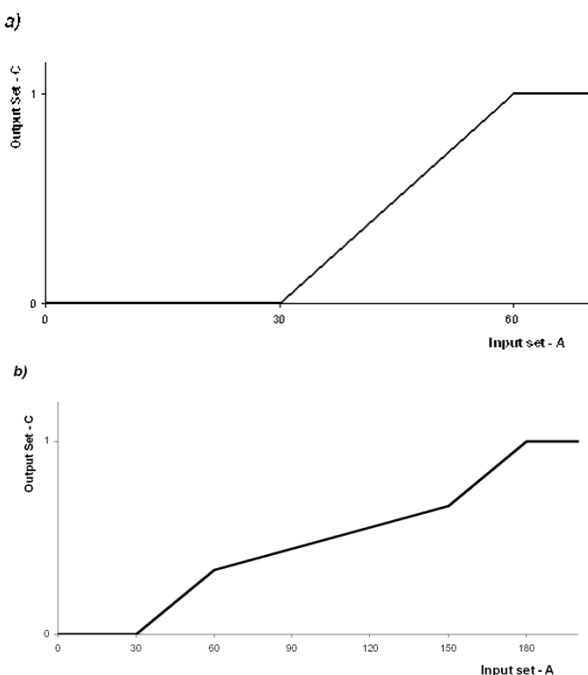 a)
Output Set - C
1
0
0 30 60
Input set - A
b)
Output Set - C
1
0
0 30 60 90 120 150 180
Input set - A